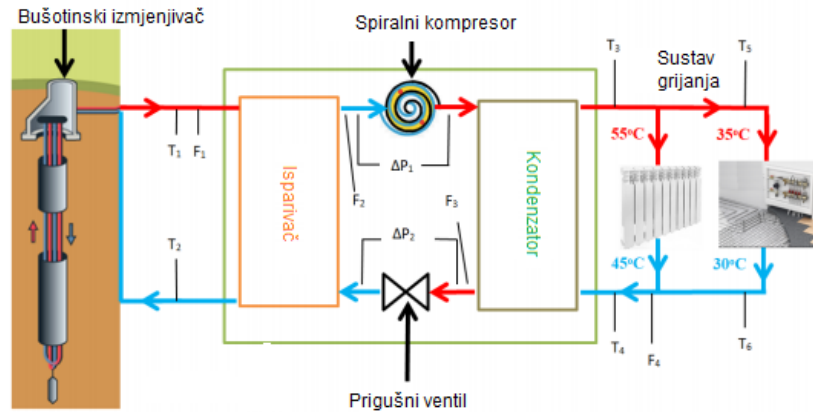 Bušotinski izmjenjivač
Spiralni kompresor
T3
T5
Sustav
grijanja
T1
F1
Isparivač
F2
ΔP1
F3
Kondenzator
55°C
35°C
T2
ΔP2
45°C
30°C
T4
F4
T6
Prigušni ventil